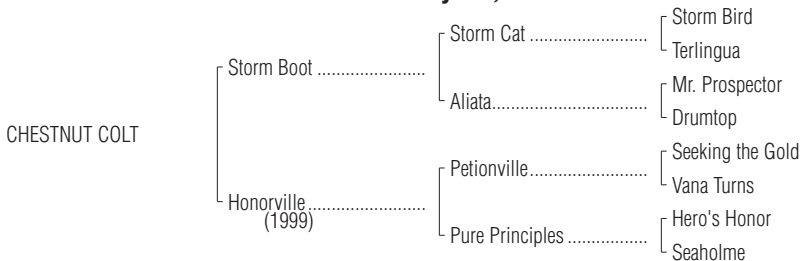 Storm Bird
Storm Cat ............................
Terlingua
Storm Boot .......................
Mr. Prospector
Aliata.....................................
Drumtop
CHESTNUT COLT
Seeking the Gold
Petionville............................
Vana Turns
Honorville............................
(1999)
Hero's Honor
Pure Principles ...................
Seaholme